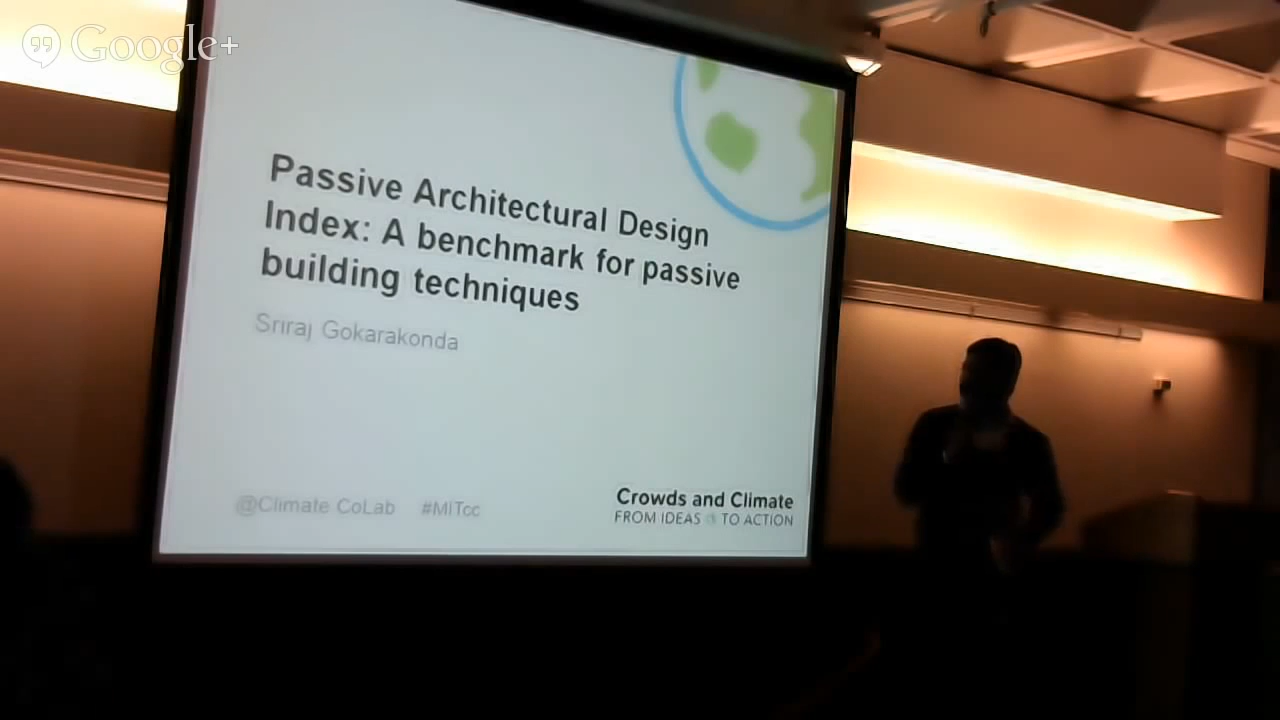 Google+
Passive Architectural Design
Index: A benchmark for passive
building techniques
Sriraj Gokarakonda
@Climate CoLab #MITcc
Crowds and Climate
FROM IDEAS TO ACTION